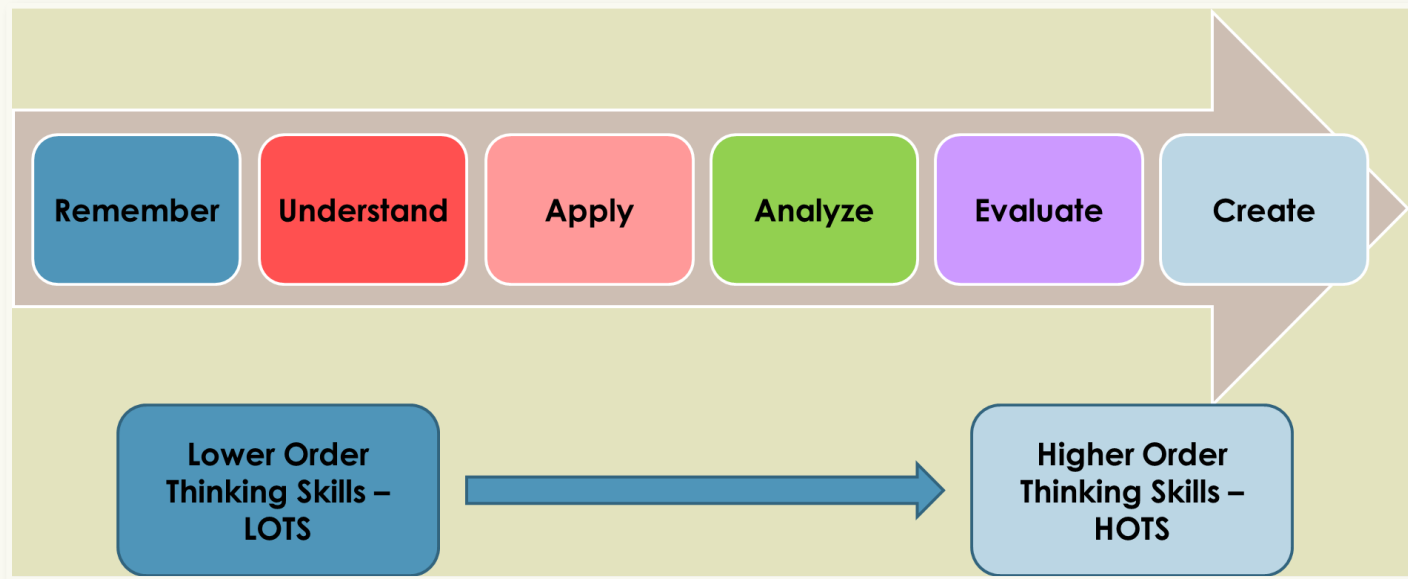 Remember
Understand
Apply
Analyze
Evaluate
Create
Lower Order
Thinking Skills –
LOTS
Higher Order
Thinking Skills –
HOTS